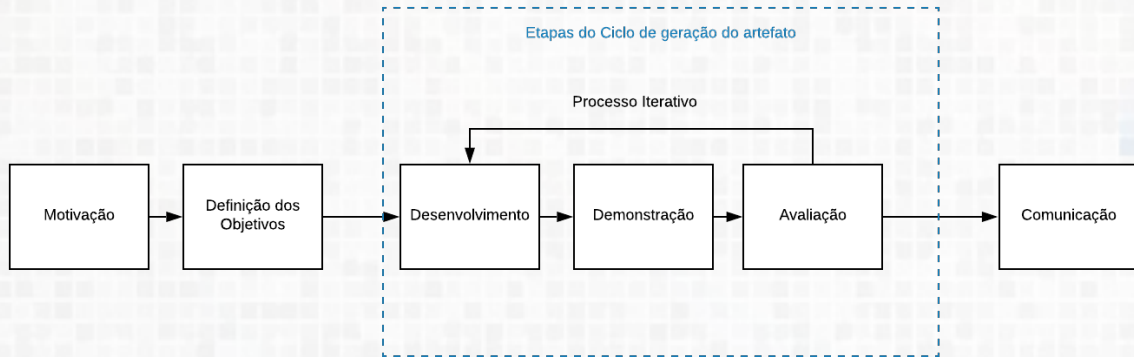 Etapas do Ciclo de geração do artefato
Processo Iterativo
Motivação
Definição dos
Objetivos
Desenvolvimento
Demonstração
Avaliação
Comunicação